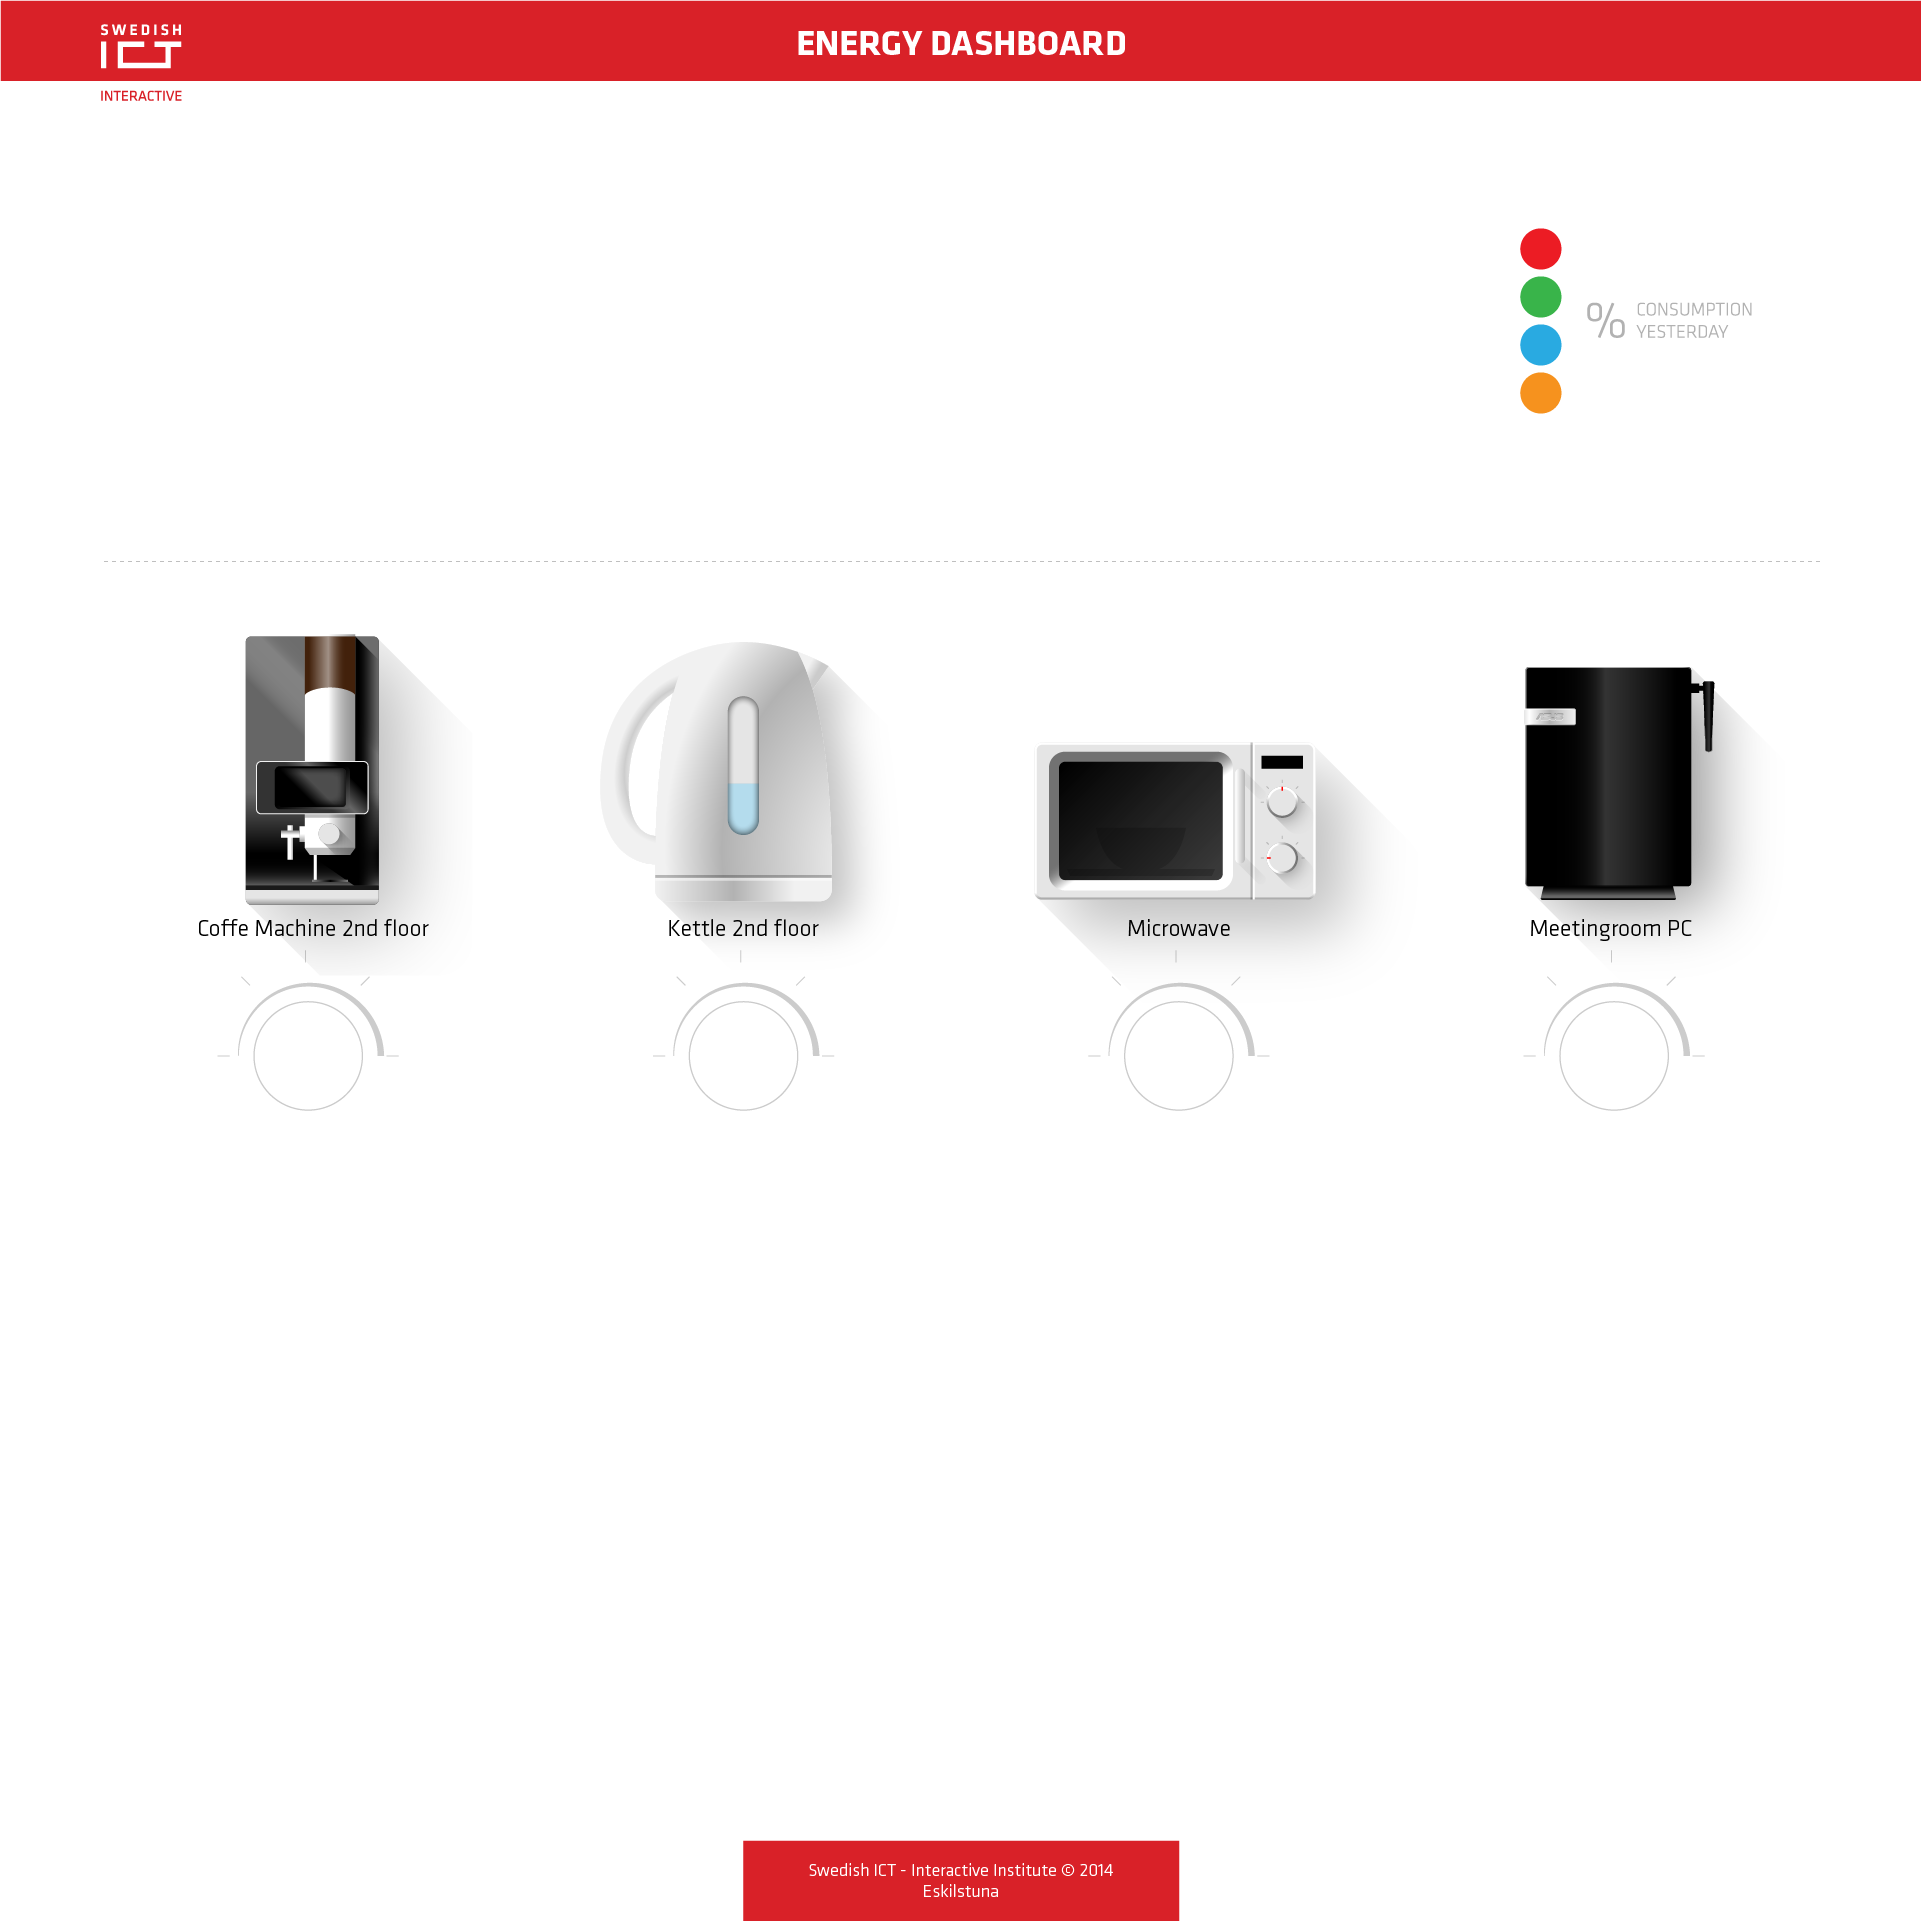 SWEDISH
ICT
INTERACTIVE
ENERGY DASHBOARD
%
CONSUMPTION
YESTERDAY
Coffe Machine 2nd floor
Kettle 2nd floor
Microwave
Meetingroom PC
Swedish ICT - Interactive Institute © 2014
Eskilstuna